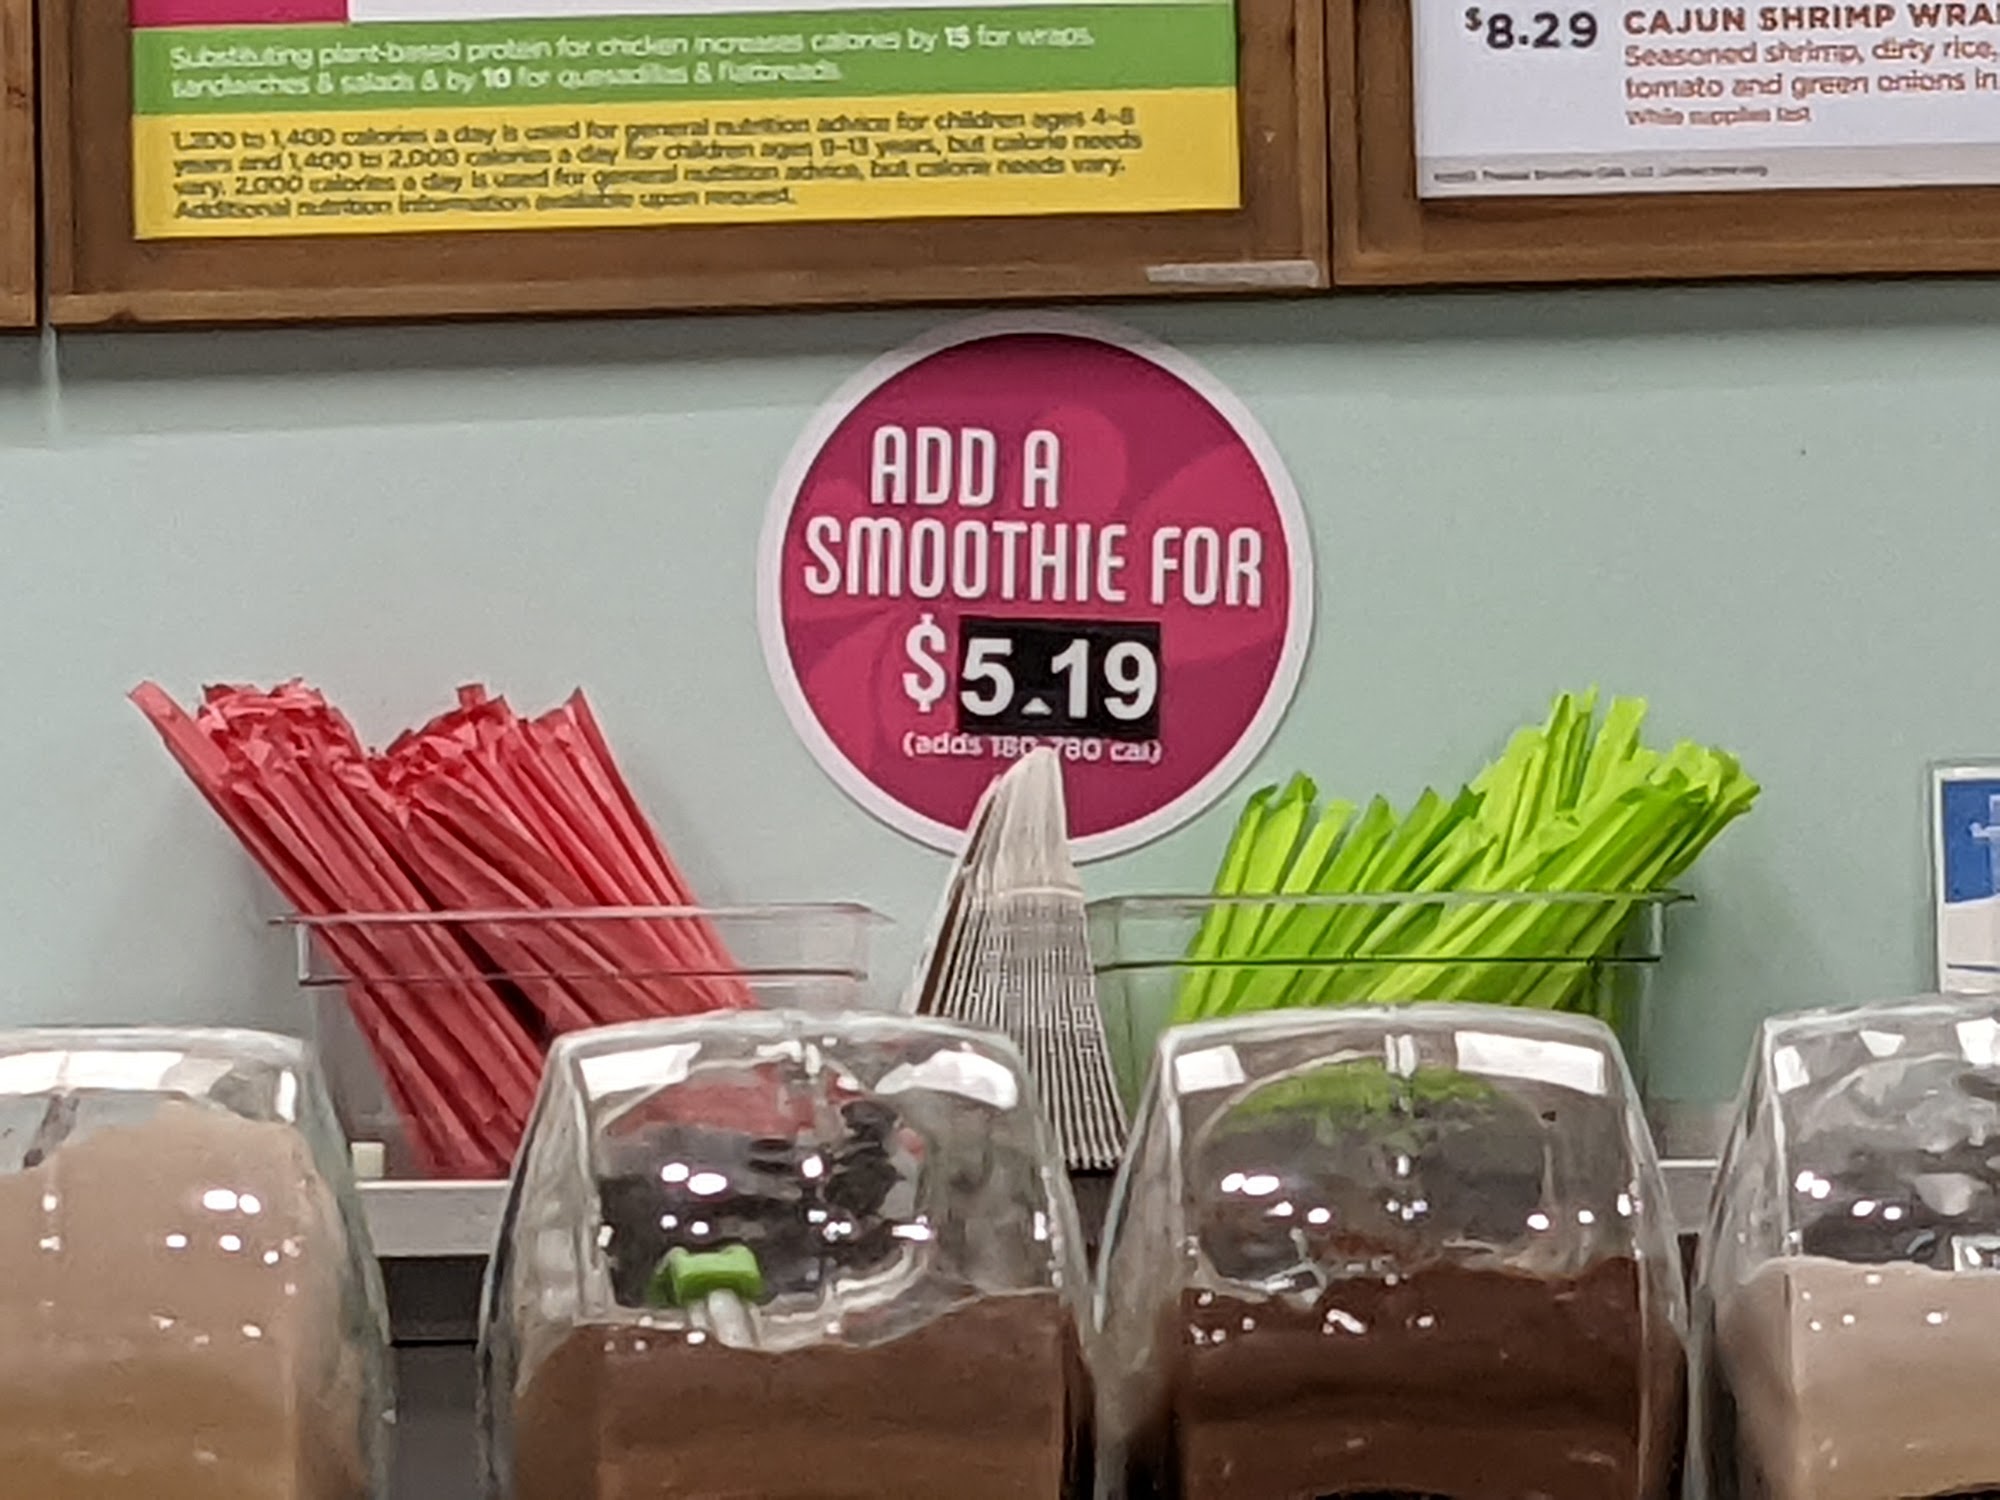 Substituting plant-based protein for chicken increases calories by 15 for wraps,
sandwiches & salads & by 10 for quesadillas & flatbreads.
1,200 to 1,400 calories a day is used for general nutrition advice for children ages 4-8
years and 1,400 to 2,000 calories a day for children ages 9-13 years, but calorie needs
vary. 2,000 calories a day is used for general nutrition advice, but calorie needs vary.
Additional nutrition information available upon request.
$8.29 CAJUN SHRIMP WRA
Seasoned shrimp, dirty rice,
tomato and green onions in
While supplies last
ADD A
SMOOTHIE FOR
$5.19
(adds 180-780 cal)